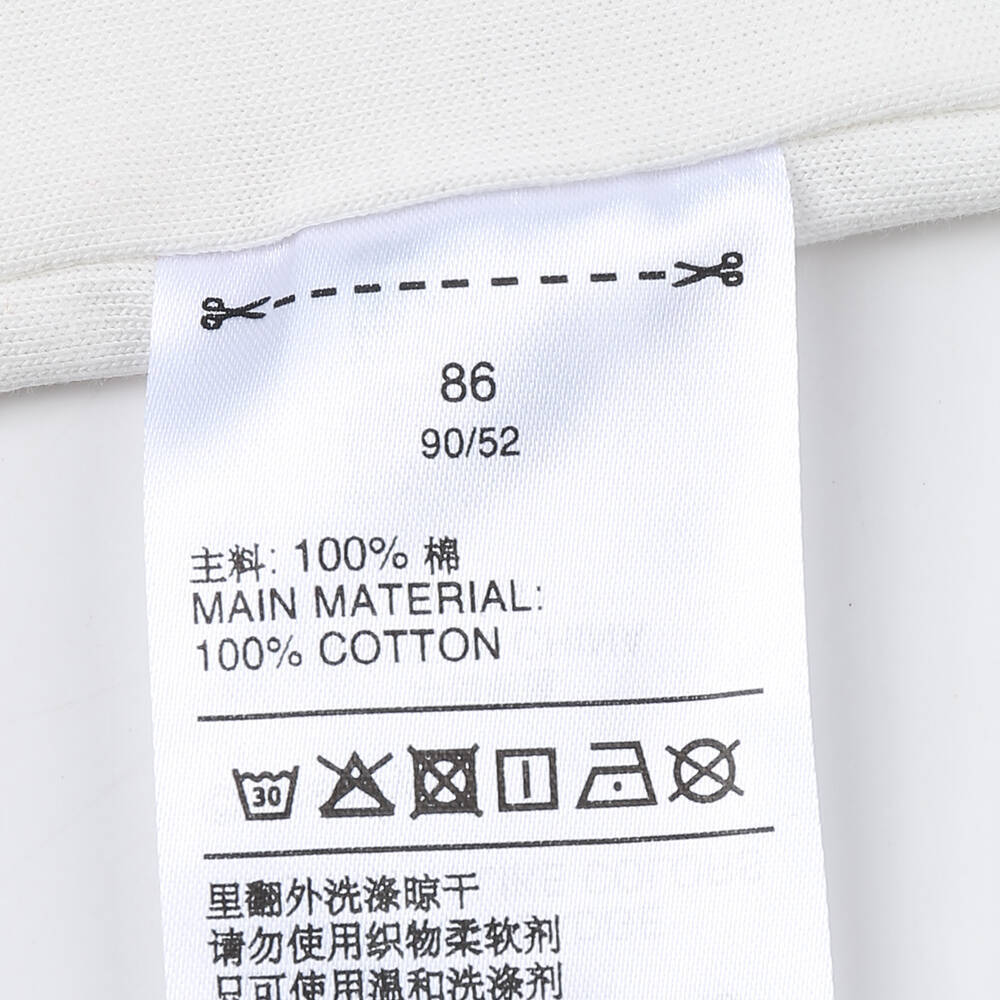 86
90/52
主料: 100% 棉
MAIN MATERIAL:
100% COTTON
30
里翻外洗涤晾干
请勿使用织物柔软剂
只可使用温和洗涤剂